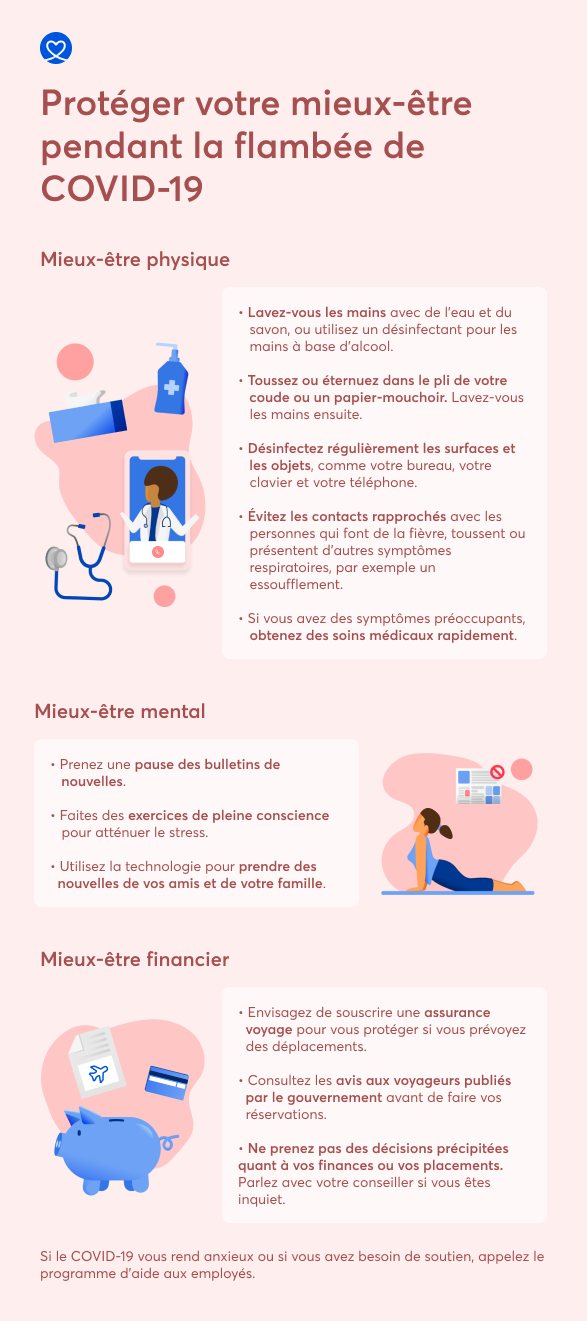 Protéger votre mieux-être
pendant la flambée de
COVID-19
Mieux-être physique
• Lavez-vous les mains avec de l'eau et du
savon, ou utilisez un désinfectant pour les
mains à base d'alcool.
• Toussez ou éternuez dans le pli de votre
coude ou un papier-mouchoir. Lavez-vous
les mains ensuite.
• Désinfectez régulièrement les surfaces et
les objets, comme votre bureau, votre
clavier et votre téléphone.
• Évitez les contacts rapprochés avec les
personnes qui font de la fièvre, toussent ou
présentent d'autres symptômes
respiratoires, par exemple un
essoufflement.
• Si vous avez des symptômes préoccupants,
obtenez des soins médicaux rapidement.
Mieux-être mental
• Prenez une pause des bulletins de
nouvelles.
• Faites des exercices de pleine conscience
pour atténuer le stress.
• Utilisez la technologie pour prendre des
nouvelles de vos amis et de votre famille.
Mieux-être financier
• Envisagez de souscrire une assurance
voyage pour vous protéger si vous prévoyez
des déplacements.
• Consultez les avis aux voyageurs publiés
par le gouvernement avant de faire vos
réservations.
• Ne prenez pas des décisions précipitées
quant à vos finances ou vos placements.
Parlez avec votre conseiller si vous êtes
inquiet.
Si le COVID-19 vous rend anxieux ou si vous avez besoin de soutien, appelez le
programme d'aide aux employés.